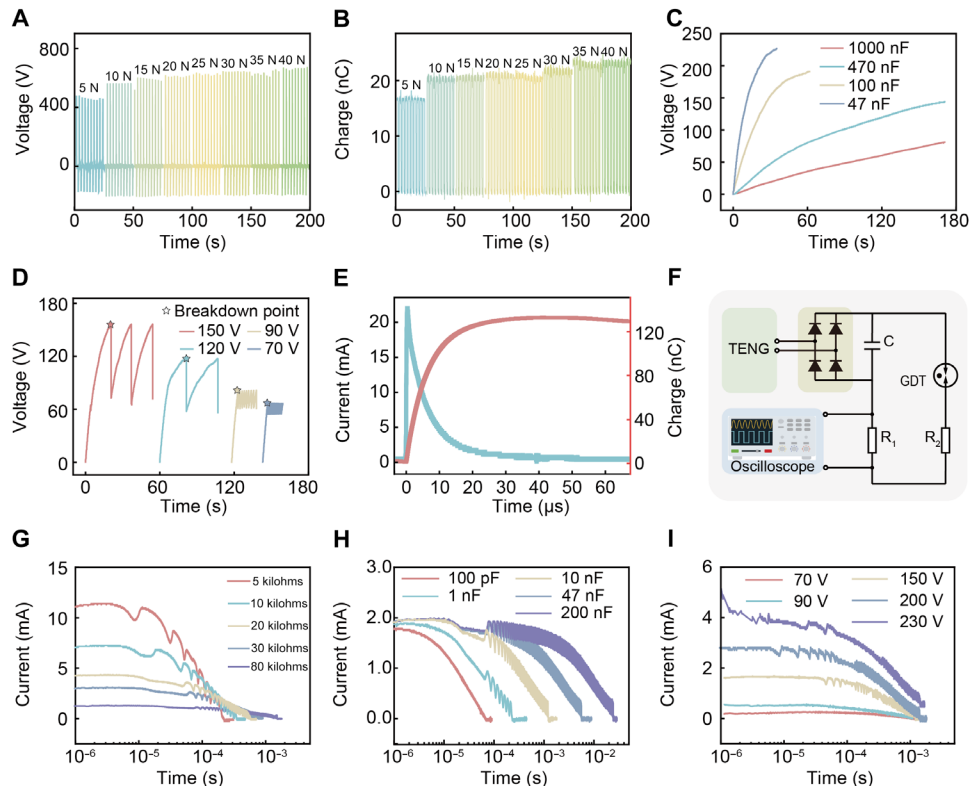 A
Voltage (V)
800
400
0
5 N
10 N
15 N
20 N
25 N
30 N
35 N
40 N
0 50 100 150 200
Time (s)
B
Charge (nC)
30
20
10
0
5 N
10 N
15 N
20 N
25 N
30 N
35 N
40 N
0 50 100 150 200
Time (s)
C
Voltage (V)
250
200
150
100
50
0
1000 nF
470 nF
100 nF
47 nF
0 60 120 180
Time (s)
D
Voltage (V)
180
120
60
0
Breakdown point
150 V 90 V
120 V 70 V
0 60 120 180
Time (s)
E
Current (mA)
20
15
10
5
0
Charge (nC)
120
80
40
0
0 20 40 60
Time (μs)
F
TENG
C
GDT
R1
R2
Oscilloscope
G
Current (mA)
15
10
5
0
5 kilohms
10 kilohms
20 kilohms
30 kilohms
80 kilohms
10⁻⁶ 10⁻⁵ 10⁻⁴ 10⁻³
Time (s)
H
Current (mA)
3.0
2.0
1.0
0.0
100 pF 10 nF
1 nF 47 nF
200 nF
10⁻⁶ 10⁻⁵ 10⁻⁴ 10⁻³ 10⁻²
Time (s)
I
Current (mA)
6
4
2
0
70 V 150 V
90 V 200 V
230 V
10⁻⁶ 10⁻⁵ 10⁻⁴ 10⁻³
Time (s)